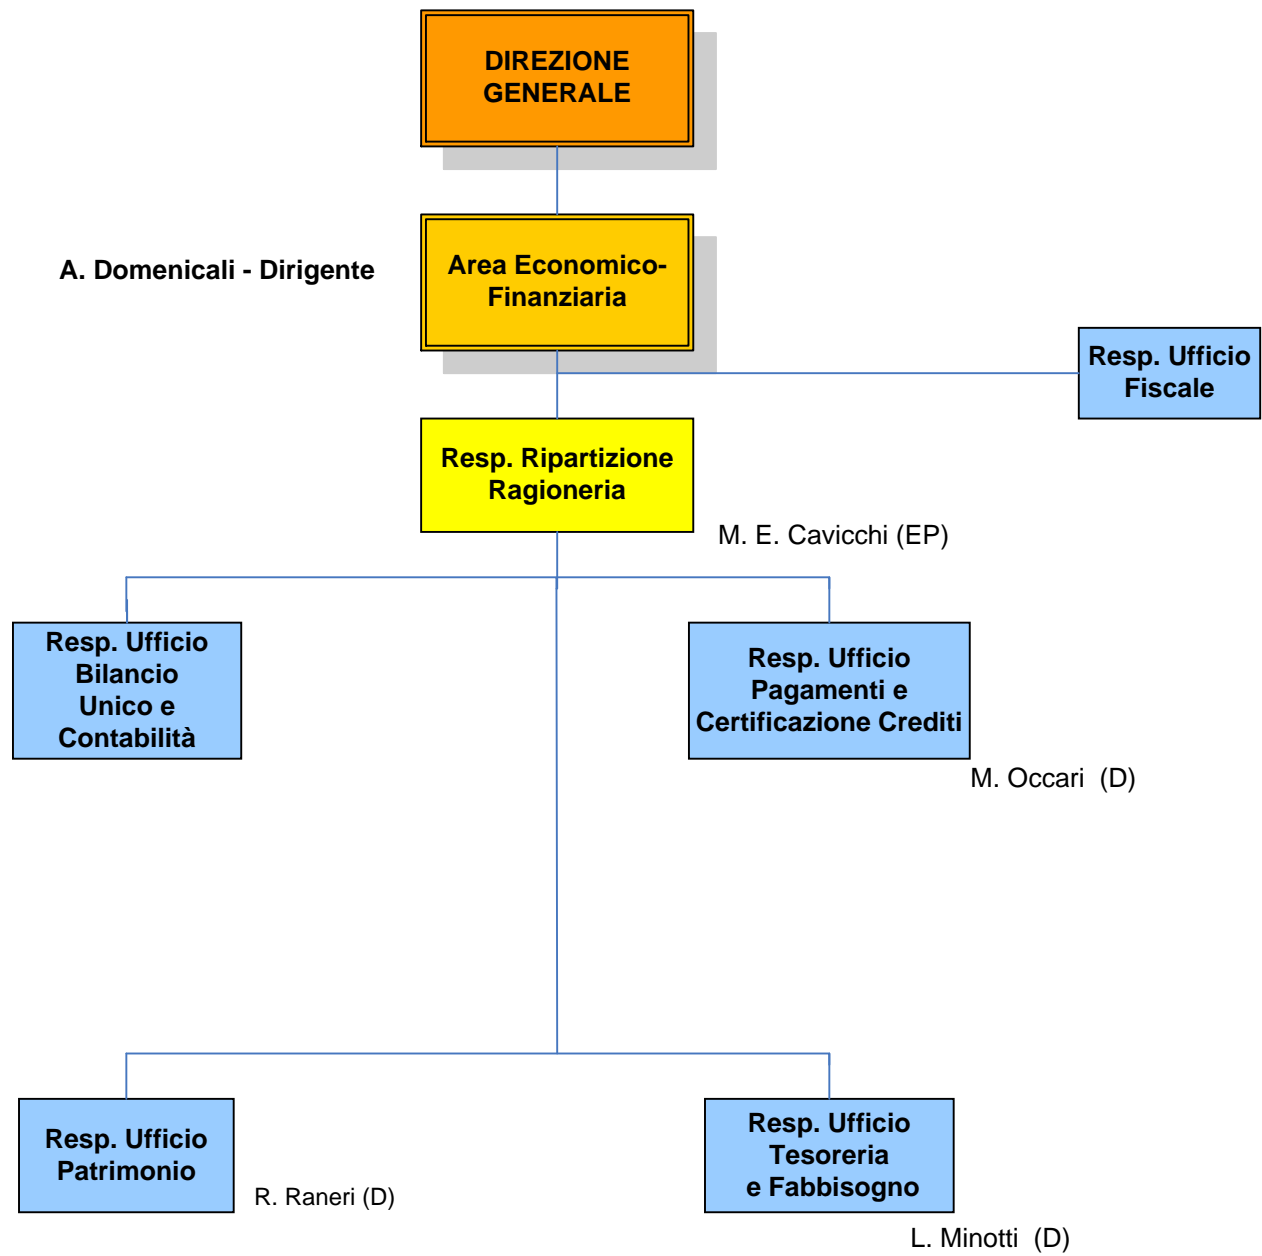 DIREZIONE
GENERALE
A. Domenicali - Dirigente
Area Economico-
Finanziaria
Resp. Ufficio
Fiscale
Resp. Ripartizione
Ragioneria
M. E. Cavicchi (EP)
Resp. Ufficio
Bilancio
Unico e
Contabilità
Resp. Ufficio
Pagamenti e
Certificazione Crediti
M. Occari  (D)
Resp. Ufficio
Patrimonio
R. Raneri (D)
Resp. Ufficio
Tesoreria
e Fabbisogno
L. Minotti  (D)